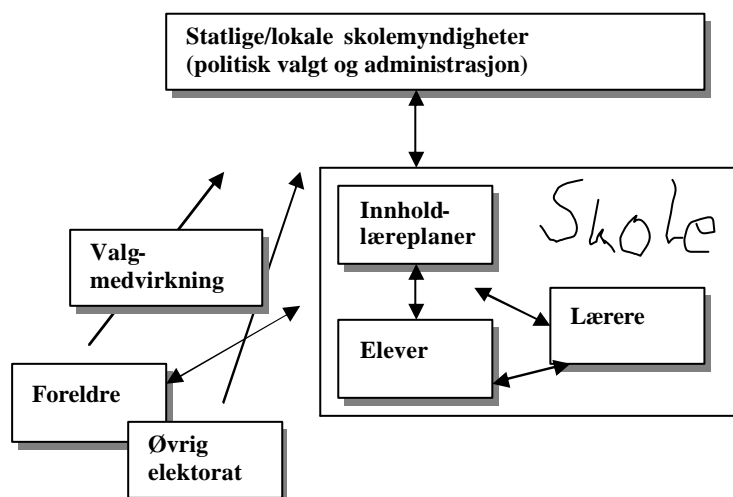 Statlige/lokale skolemyndigheter
(politisk valgt og administrasjon)
Innhold-
læreplaner
Skole
Valg-
medvirkning
Lærere
Elever
Foreldre
Øvrig
elektorat